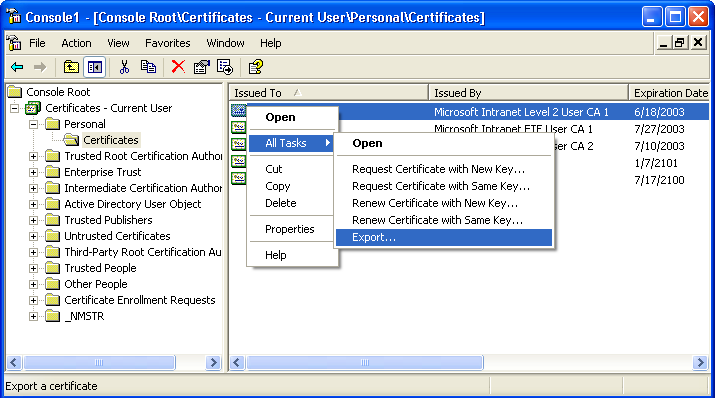 Console1 - [Console Root\Certificates - Current User\Personal\Certificates]
File Action View Favorites Window Help
Console Root
Certificates - Current User
Personal
Certificates
Trusted Root Certification Author
Enterprise Trust
Intermediate Certification Author
Active Directory User Object
Trusted Publishers
Untrusted Certificates
Third-Party Root Certification Au
Trusted People
Other People
Certificate Enrollment Requests
_NMSTR
Issued To Issued By Expiration Date
Microsoft Intranet Level 2 User CA 1 6/18/2003
Microsoft Intranet FTE User CA 1 7/27/2003
er CA 2 7/10/2003
1/7/2101
7/17/2100
Open
All Tasks
Cut
Copy
Delete
Properties
Help
Open
Request Certificate with New Key...
Request Certificate with Same Key...
Renew Certificate with New Key...
Renew Certificate with Same Key...
Export...
Export a certificate